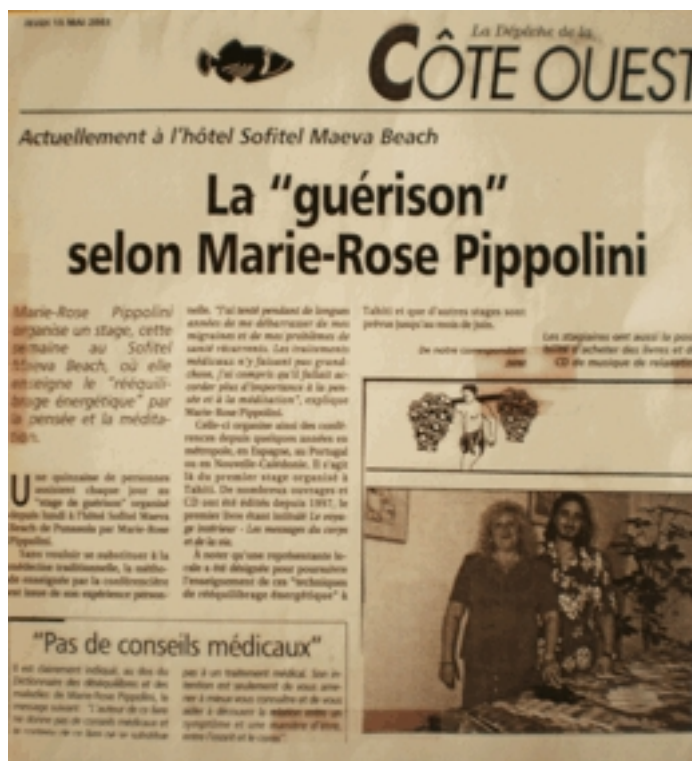 JEUDI 15 MAI 2003
La Dépêche de la
CÔTE OUEST
Actuellement à l'hôtel Sofitel Maeva Beach
La "guérison"
selon Marie-Rose Pippolini
Marie-Rose Pippolini
organise un stage, cette
semaine au Sofitel
Maeva Beach, où elle
enseigne le "rééquili-
brage énergétique" par
la pensée et la médita-
tion.
Une quinzaine de personnes
assistent chaque jour au
"stage de guérison" organisé
depuis lundi à l'hôtel Sofitel Maeva
Beach de Punaauia par Marie-Rose
Pippolini.
Sans vouloir se substituer à la
médecine traditionnelle, la métho-
de enseignée par la conférencière
est issue de son expérience person-
nelle. "J'ai tenté pendant de longues
années de me débarrasser de mes
migraines et de mes problèmes de
santé récurrents. Les traitements
médicaux n'y faisant pas grand-
chose, j'ai compris qu'il fallait ac-
corder plus d'importance à la pen-
sée et à la méditation", explique
Marie-Rose Pippolini.
Celle-ci organise ainsi des confé-
rences depuis quelques années en
métropole, en Espagne, au Portugal
ou en Nouvelle-Calédonie. Il s'agit
là du premier stage organisé à
Tahiti. De nombreux ouvrages et
CD ont été édités depuis 1997, le
premier livre étant intitulé Le voya-
ge intérieur - Les messages du corps
et de la vie.
À noter qu'une représentante lo-
cale a été désignée pour poursuivre
l'enseignement de ces "techniques
de rééquilibrage énergétique" à
Tahiti et que d'autres stages sont
prévus jusqu'au mois de juin.
De notre correspondant
Les stagiaires ont aussi la pos
d'acheter des livres et d
CD de musique de relaxatio
"Pas de conseils médicaux"
Il est clairement indiqué, au dos du
Dictionnaire des déséquilibres et des
maladies de Marie-Rose Pippolini, le
message suivant : "L'auteur de ce livre
ne donne pas de conseils médicaux et
le contenu de ce livre ne se substitue
pas à un traitement médical. Son in-
tention est seulement de vous ame-
ner à mieux vous connaître et de vous
aider à découvrir la relation entre un
symptôme et une manière d'être,
entre l'esprit et le corps".